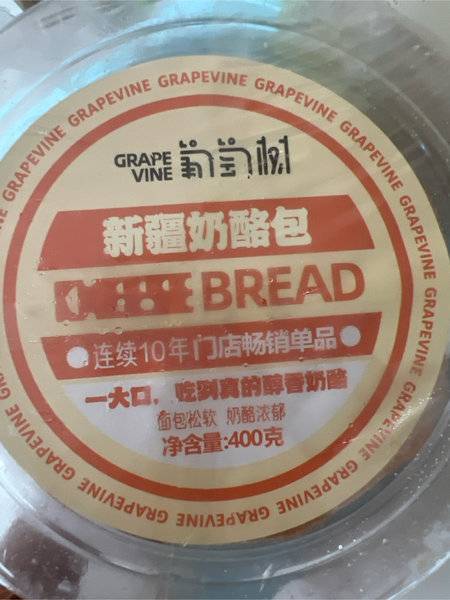 GRAPEVINE GRAPEVINE GRAPEVINE GRAPEVINE GRAPEVINE GRAPEVINE
GRAPE VINE 葡萄树
新疆奶酪包
CHEESE BREAD
连续10年门店畅销单品
一大口，吃到真的醇香奶酪
面包松软 奶酪浓郁
净含量:400克
GRAPEVINE GRAPEVINE GRAPEVINE GRAPEVINE GRAPEVINE